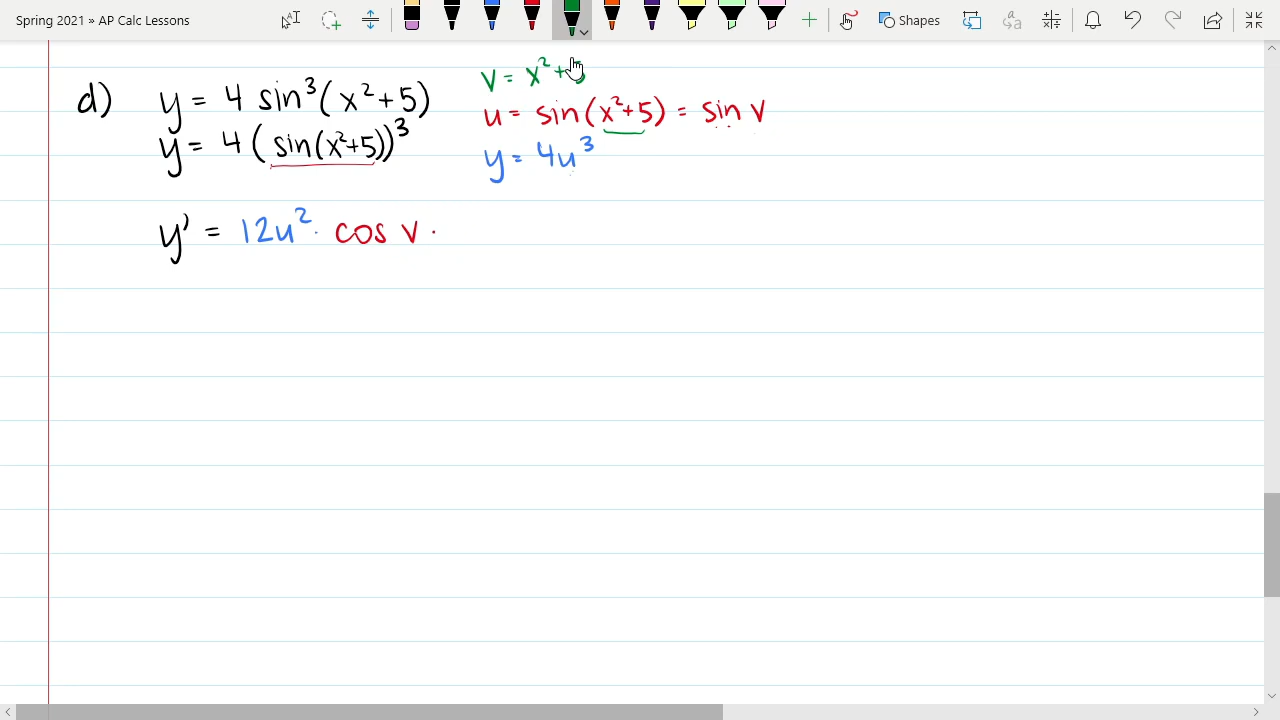 Spring 2021 » AP Calc Lessons
Shapes
d) y = 4 sin³(x²+5)
y = 4(sin(x²+5))³
v = x²+5
u = sin(x²+5) = sin v
y = 4u³
y' = 12u² · cos v ·